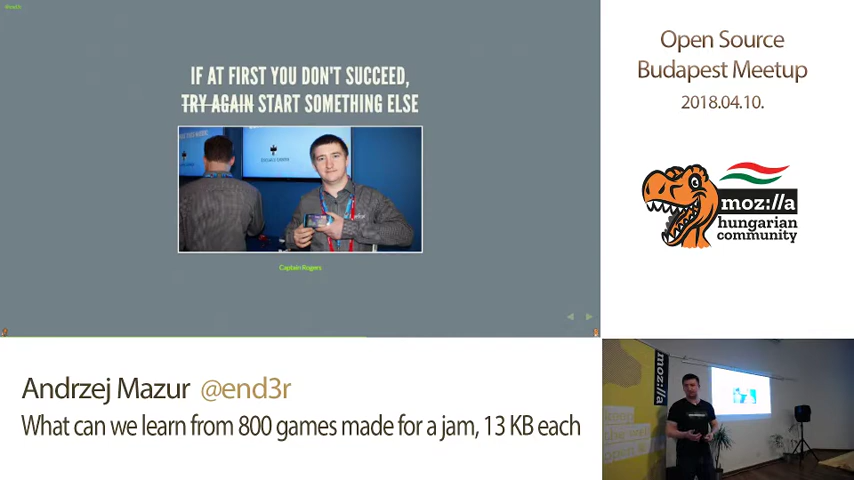 @end3r
IF AT FIRST YOU DON'T SUCCEED,
TRY AGAIN START SOMETHING ELSE
Captain Rogers
Open Source
Budapest Meetup
2018.04.10.
moz://a
hungarian
community
moz://a
Andrzej Mazur @end3r
What can we learn from 800 games made for a jam, 13 KB each